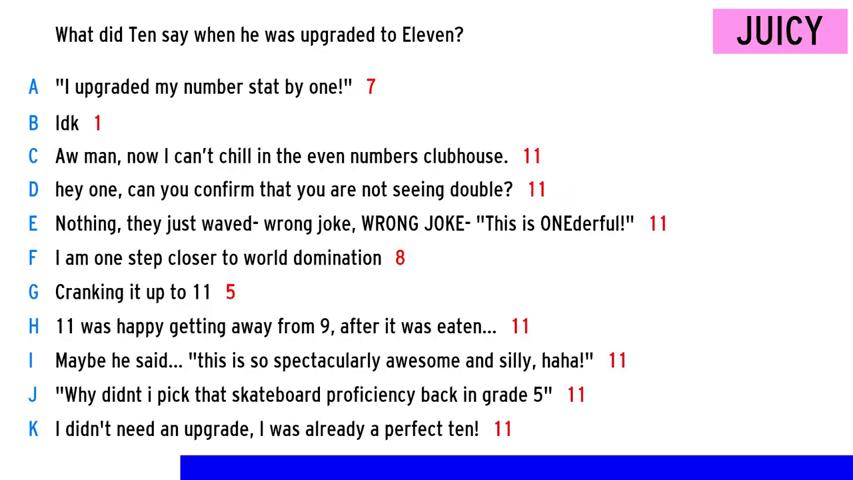 What did Ten say when he was upgraded to Eleven?
JUICY
A "I upgraded my number stat by one!" 7
B Idk 1
C Aw man, now I can't chill in the even numbers clubhouse. 11
D hey one, can you confirm that you are not seeing double? 11
E Nothing, they just waved- wrong joke, WRONG JOKE- "This is ONEderful!" 11
F I am one step closer to world domination 8
G Cranking it up to 11 5
H 11 was happy getting away from 9, after it was eaten... 11
I Maybe he said... "this is so spectacularly awesome and silly, haha!" 11
J "Why didnt i pick that skateboard proficiency back in grade 5" 11
K I didn't need an upgrade, I was already a perfect ten! 11